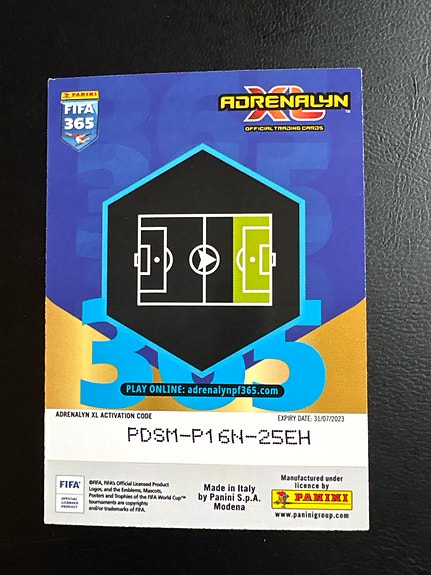 PANINI
FIFA
365
ADRENALYN
XL™
OFFICIAL TRADING CARDS
365
365
PLAY ONLINE: adrenalynpf365.com
ADRENALYN XL ACTIVATION CODE
EXPIRY DATE: 31/07/2023
PDSM-P16N-25EH
FIFA®
OFFICIAL
LICENSED
PRODUCT
©FIFA, FIFA's Official Licensed Product
Logos, and the Emblems, Mascots,
Posters and Trophies of the FIFA World Cup™
tournaments are copyrights
and/or trademarks of FIFA.
Made in Italy
by Panini S.p.A.
Modena
Manufactured under
licence by
PANINI
www.paninigroup.com